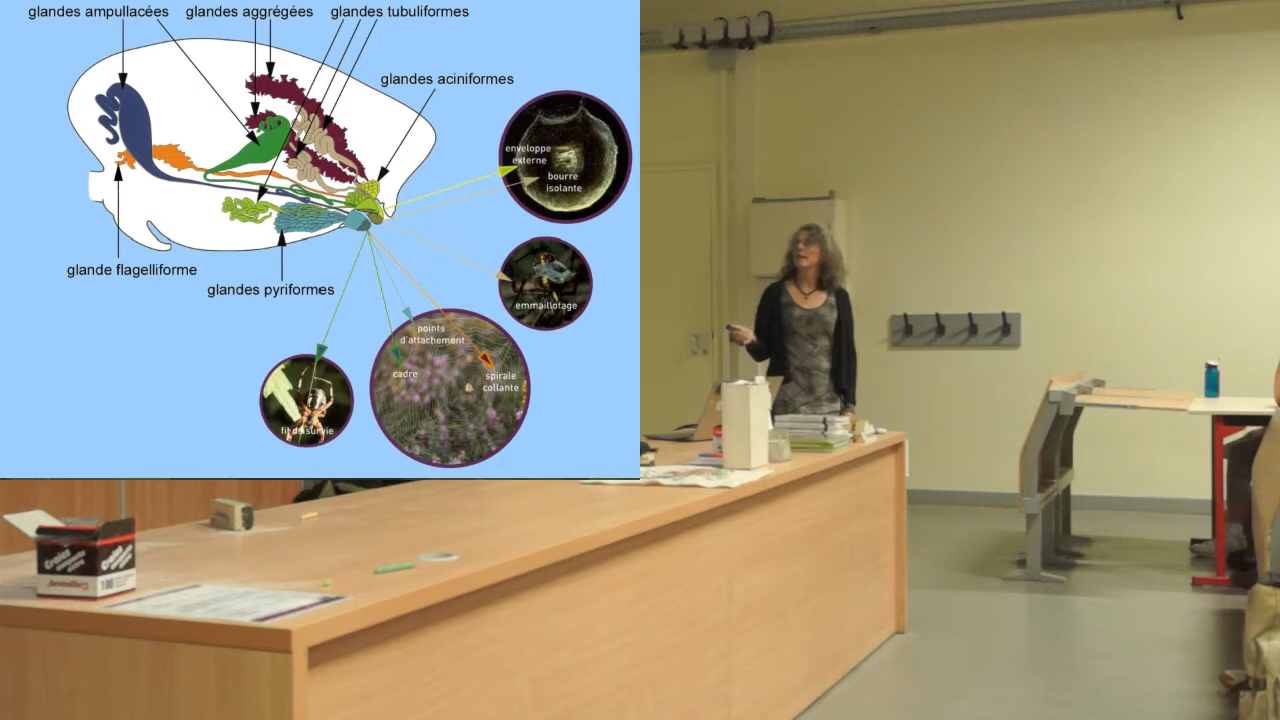 glandes ampullacées
glandes aggrégées
glandes tubuliformes
glandes aciniformes
enveloppe
externe
bourre
isolante
glande flagelliforme
glandes pyriformes
emmaillotage
points
d'attachement
cadre
spirale
collante
fil de survie
100